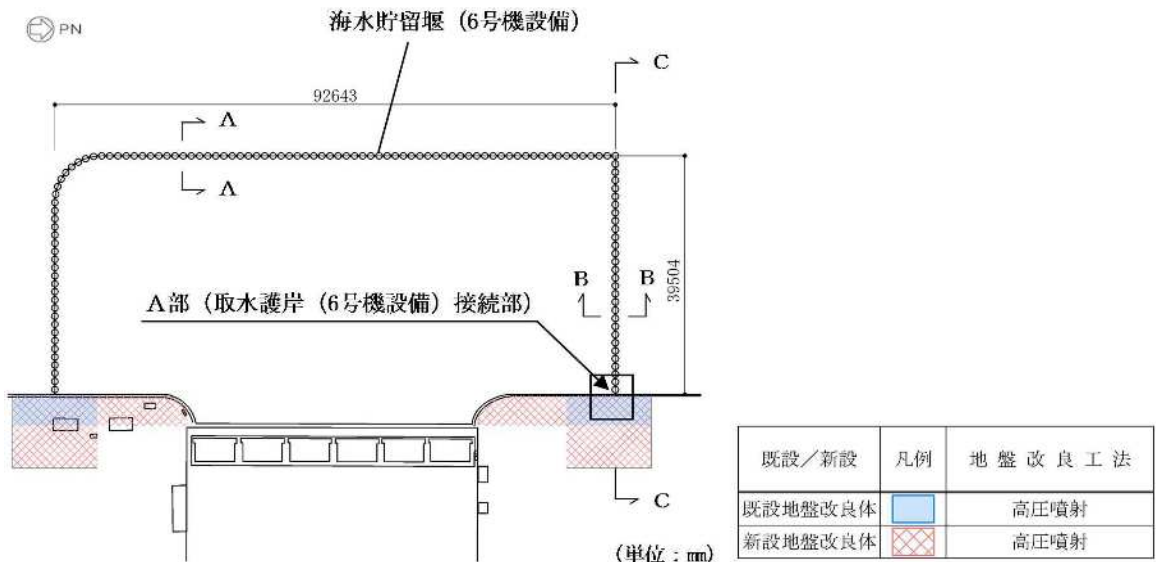 PN
海水貯留堰（6号機設備）
C
92643
A
A
39504
B B
A部（取水護岸（6号機設備）接続部）
C
（単位：㎜）
既設／新設 凡例 地盤改良工法
既設地盤改良体 高圧噴射
新設地盤改良体 高圧噴射